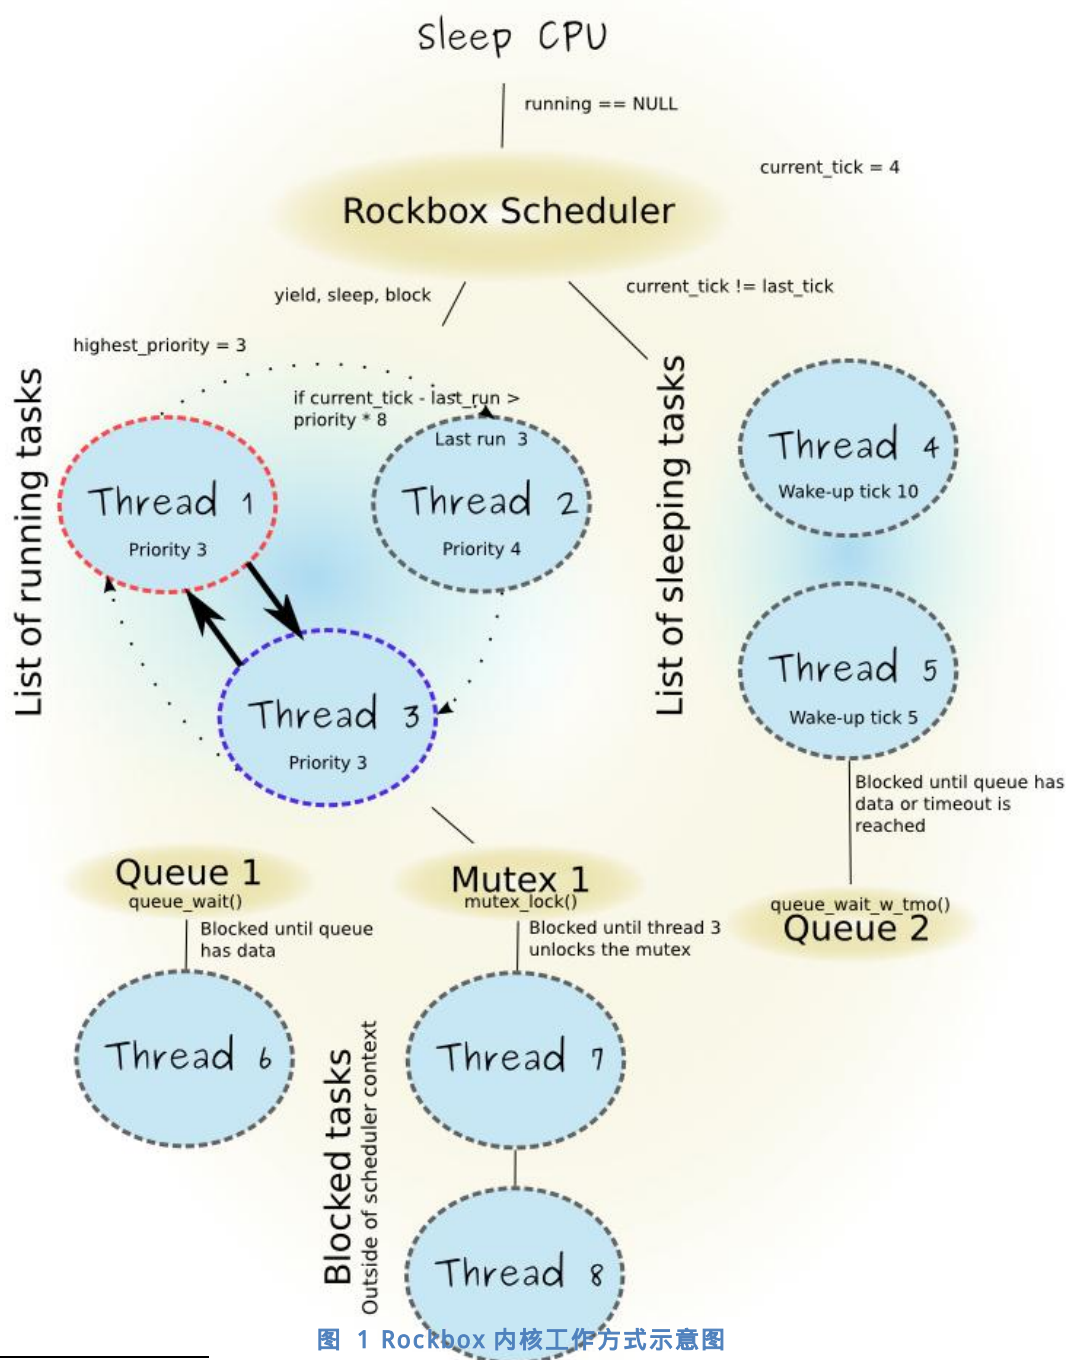 Sleep CPU
running == NULL
current_tick = 4
Rockbox Scheduler
yield, sleep, block
current_tick != last_tick
highest_priority = 3
if current_tick - last_run >
priority * 8
List of running tasks
Thread 1
Priority 3
Last run 3
Thread 2
Priority 4
Thread 3
Priority 3
List of sleeping tasks
Thread 4
Wake-up tick 10
Thread 5
Wake-up tick 5
Blocked until queue has
data or timeout is
reached
queue_wait_w_tmo()
Queue 2
Queue 1
queue_wait()
Blocked until queue
has data
Thread 6
Mutex 1
mutex_lock()
Blocked until thread 3
unlocks the mutex
Thread 7
Thread 8
Blocked tasks
Outside of scheduler context
图 1 Rockbox 内核工作方式示意图